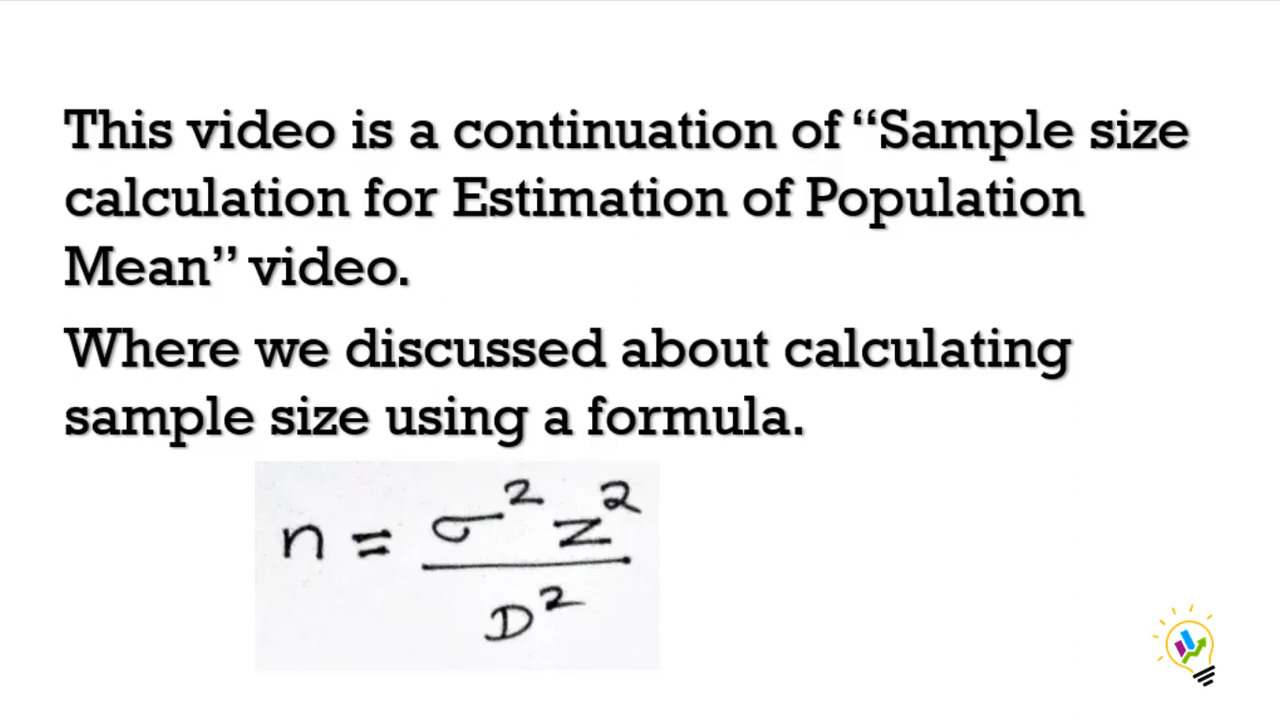 This video is a continuation of “Sample size
calculation for Estimation of Population
Mean” video.
Where we discussed about calculating
sample size using a formula.
n = σ² z² / D²